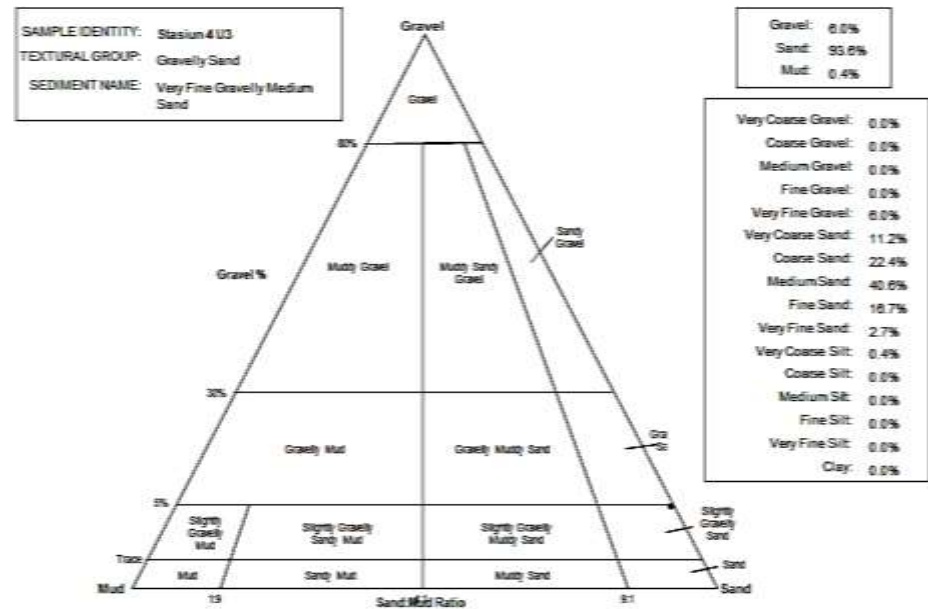 SAMPLE IDENTITY: Stasiun 4 U3
TEXTURAL GROUP: Gravelly Sand
SEDIMENT NAME: Very Fine Gravelly Medium
Sand
Gravel: 6.0%
Sand: 93.6%
Mud: 0.4%
Very Coarse Gravel: 0.0%
Coarse Gravel: 0.0%
Medium Gravel: 0.0%
Fine Gravel: 0.0%
Very Fine Gravel: 6.0%
Very Coarse Sand: 11.2%
Coarse Sand: 22.4%
Medium Sand: 40.6%
Fine Sand: 16.7%
Very Fine Sand: 2.7%
Very Coarse Silt: 0.4%
Coarse Silt: 0.0%
Medium Silt: 0.0%
Fine Silt: 0.0%
Very Fine Silt: 0.0%
Clay: 0.0%
Gravel
Gravel
80%
Sandy
Gravel
Gravel %
Muddy Gravel
Muddy Sandy
Gravel
30%
Gravelly Mud
Gravelly Muddy Sand
Gra
Sa
5%
Slightly
Gravelly
Mud
Slightly Gravelly
Sandy Mud
Slightly Gravelly
Muddy Sand
Slightly
Gravelly
Sand
Trace
Mud
Sandy Mud
Muddy Sand
Sand
Mud
Sand
1:9
9:1
Sand:Mud Ratio